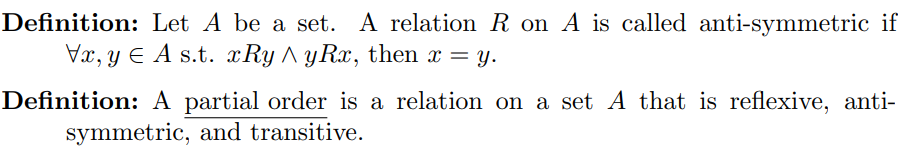 Definition: Let A be a set. A relation R on A is called anti-symmetric if
∀x, y ∈ A s.t. xRy ∧ yRx, then x = y.
Definition: A partial order is a relation on a set A that is reflexive, anti-
symmetric, and transitive.